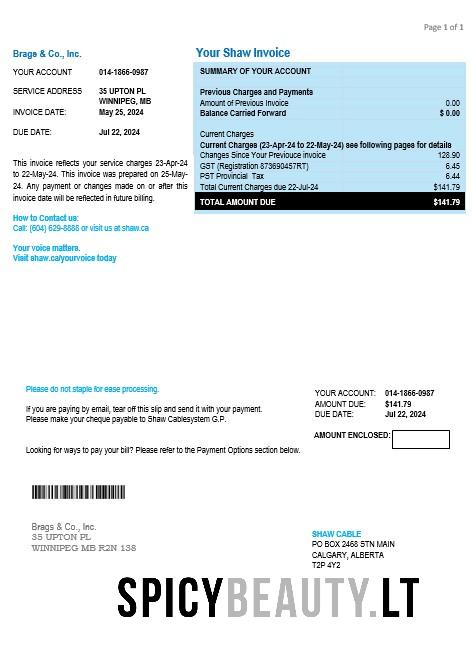 Page 1 of 1
Brags & Co., Inc.
Your Shaw Invoice
YOUR ACCOUNT 014-1866-0987
SERVICE ADDRESS 35 UPTON PL
WINNIPEG, MB
INVOICE DATE: May 25, 2024
DUE DATE: Jul 22, 2024
This invoice reflects your service charges 23-Apr-24
to 22-May-24. This invoice was prepared on 25-May-
24. Any payment or changes made on or after this
invoice date will be reflected in future billing.
How to Contact us:
Call: (604) 629-8888 or visit us at shaw.ca
Your voice matters.
Visit shaw.ca/yourvoice today
SUMMARY OF YOUR ACCOUNT
Previous Charges and Payments
Amount of Previous Invoice 0.00
Balance Carried Forward $ 0.00
Current Charges
Current Charges (23-Apr-24 to 22-May-24) see following pages for details
Changes Since Your Previouce invoice 128.90
GST (Registration 873690457RT) 6.45
PST Provincial Tax 6.44
Total Current Charges due 22-Jul-24 $141.79
TOTAL AMOUNT DUE $141.79
Please do not staple for ease processing.
If you are paying by email, tear off this slip and send it with your payment.
Please make your cheque payable to Shaw Cablesystem G.P.
Looking for ways to pay your bill? Please refer to the Payment Options section below.
YOUR ACCOUNT: 014-1866-0987
AMOUNT DUE: $141.79
DUE DATE: Jul 22, 2024
AMOUNT ENCLOSED:
Brags & Co., Inc.
35 UPTON PL
WINNIPEG MB R2N 138
SHAW CABLE
PO BOX 2468 STN MAIN
CALGARY, ALBERTA
T2P 4Y2
SPICYBEAUTY.LT